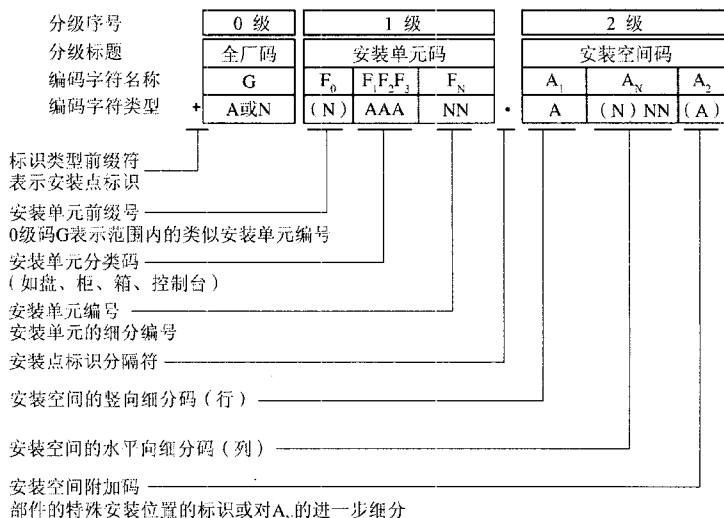 分级序号 0 级 1 级 2 级
分级标题 全厂码 安装单元码 安装空间码
编码字符名称 G F₀ F₁F₂F₃ F_N A₁ A_N A₂
编码字符类型 + A或N (N) AAA NN . A (N) NN (A)
标识类型前缀符
表示安装点标识
安装单元前缀号
0级码G表示范围内的类似安装单元编号
安装单元分类码
(如盘、柜、箱、控制台)
安装单元编号
安装单元的细分编号
安装点标识分隔符
安装空间的竖向细分码(行)
安装空间的水平向细分码(列)
安装空间附加码
部件的特殊安装位置的标识或对A_N的进一步细分